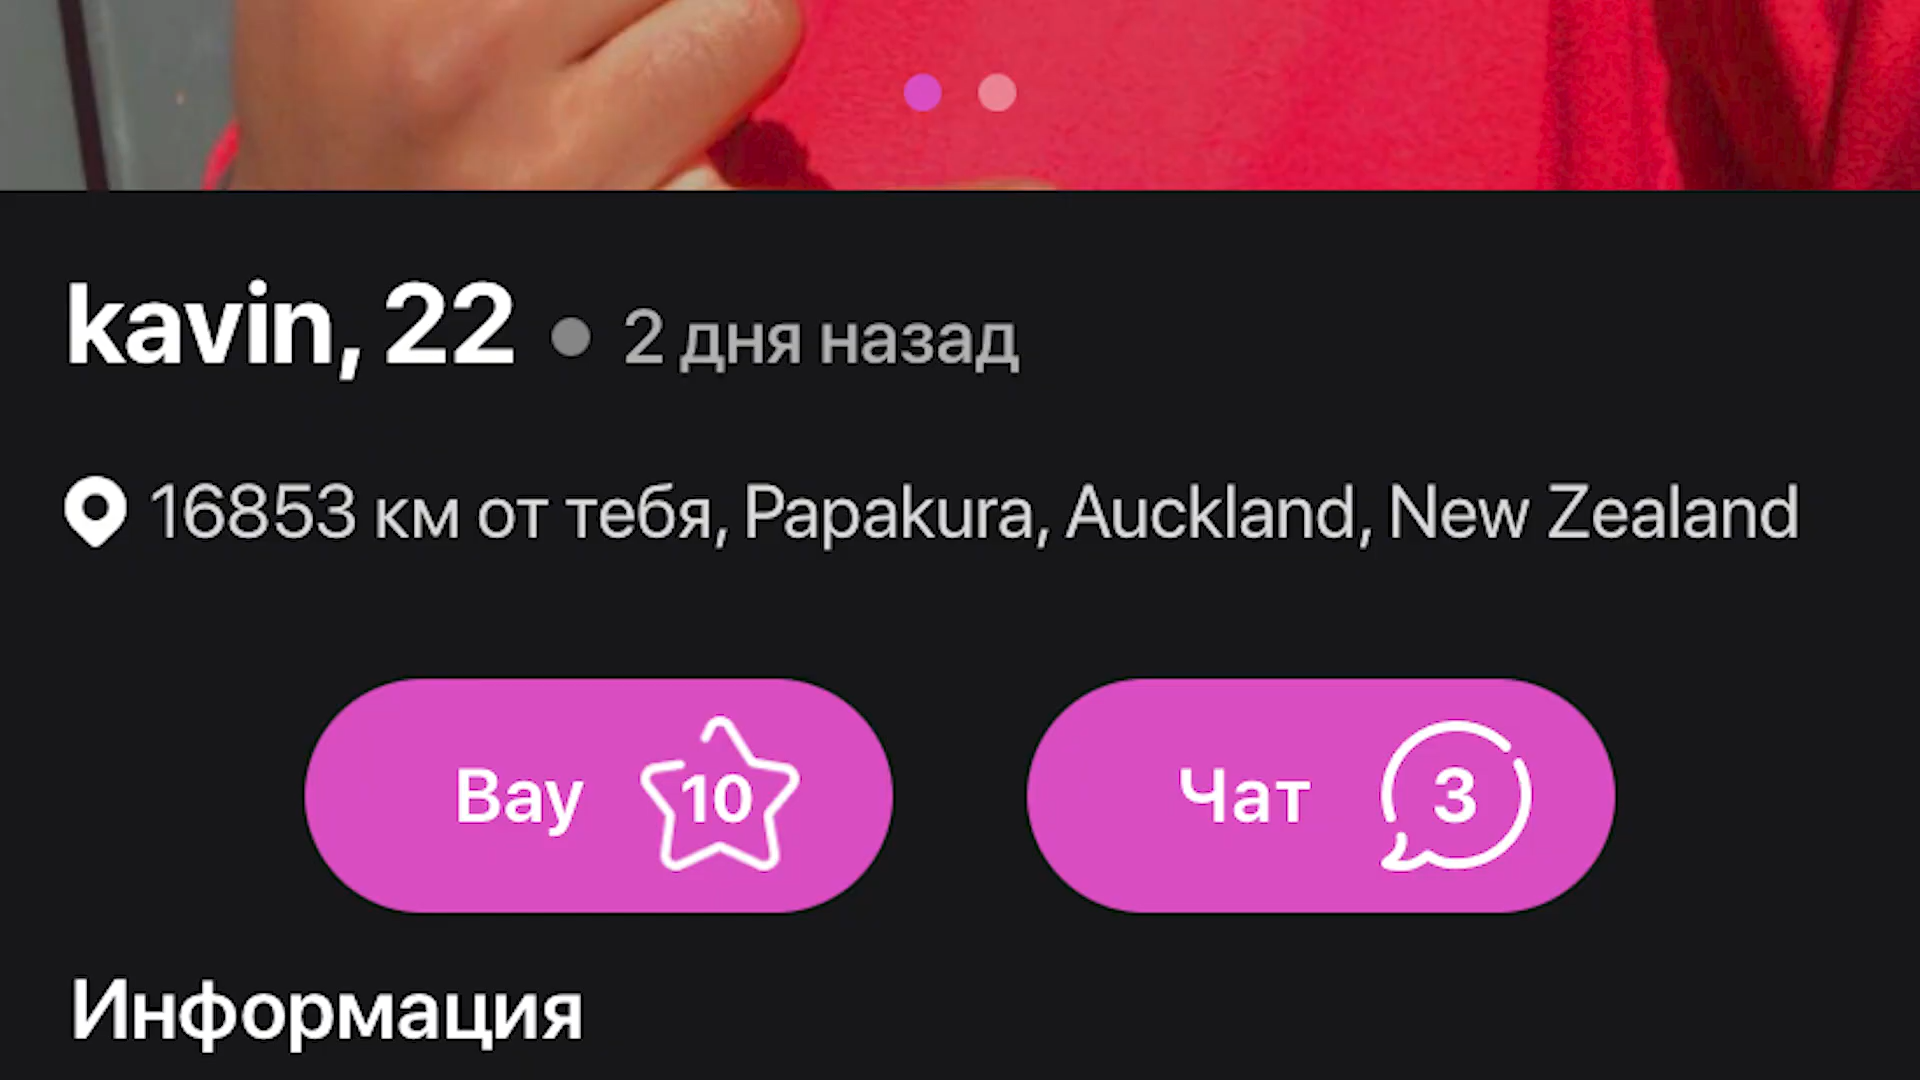 kavin, 22 • 2 дня назад
16853 км от тебя, Papakura, Auckland, New Zealand
Вау 10
Чат 3
Информация